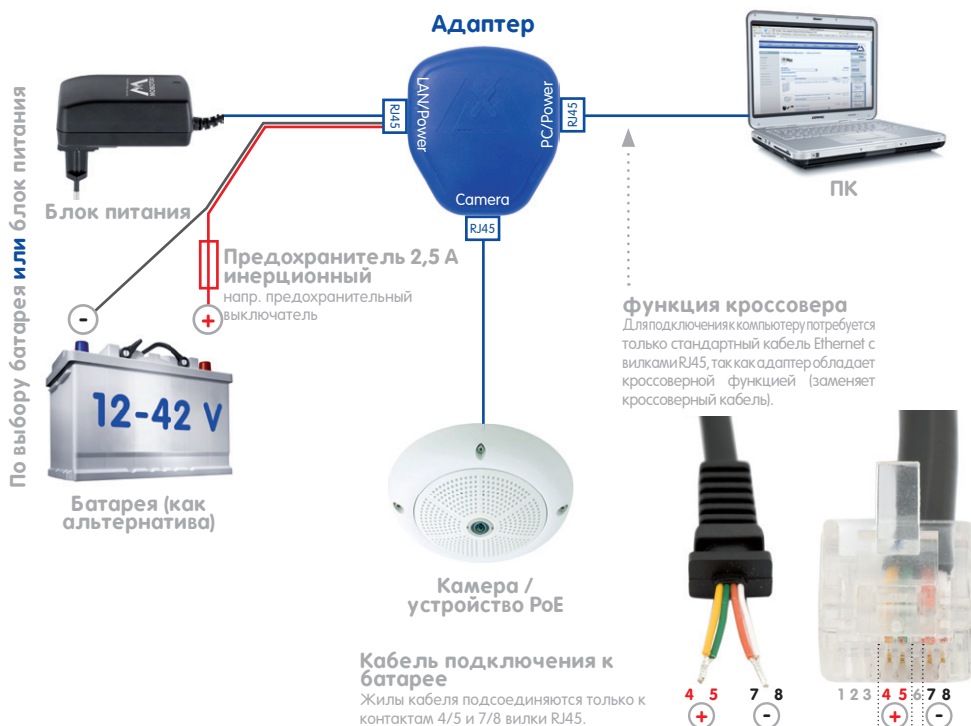 Адаптер
LAN/Power
RJ45
PC/Power
RJ45
Camera
RJ45
ПК
Блок питания
По выбору батарея или блок питания
Предохранитель 2,5 А
инерционный
напр. предохранительный
выключатель
-
+
12-42 V
Батарея (как
альтернатива)
функция кроссовера
Для подключения к компьютеру потребуется
только стандартный кабель Ethernet с
вилками RJ45, так как адаптер обладает
кроссоверной функцией (заменяет
кроссоверный кабель).
Камера /
устройство PoE
Кабель подключения к
батарее
Жилы кабеля подсоединяются только к
контактам 4/5 и 7/8 вилки RJ45.
4 5 7 8
+ -
1 2 3 4 5 6 7 8
+ -